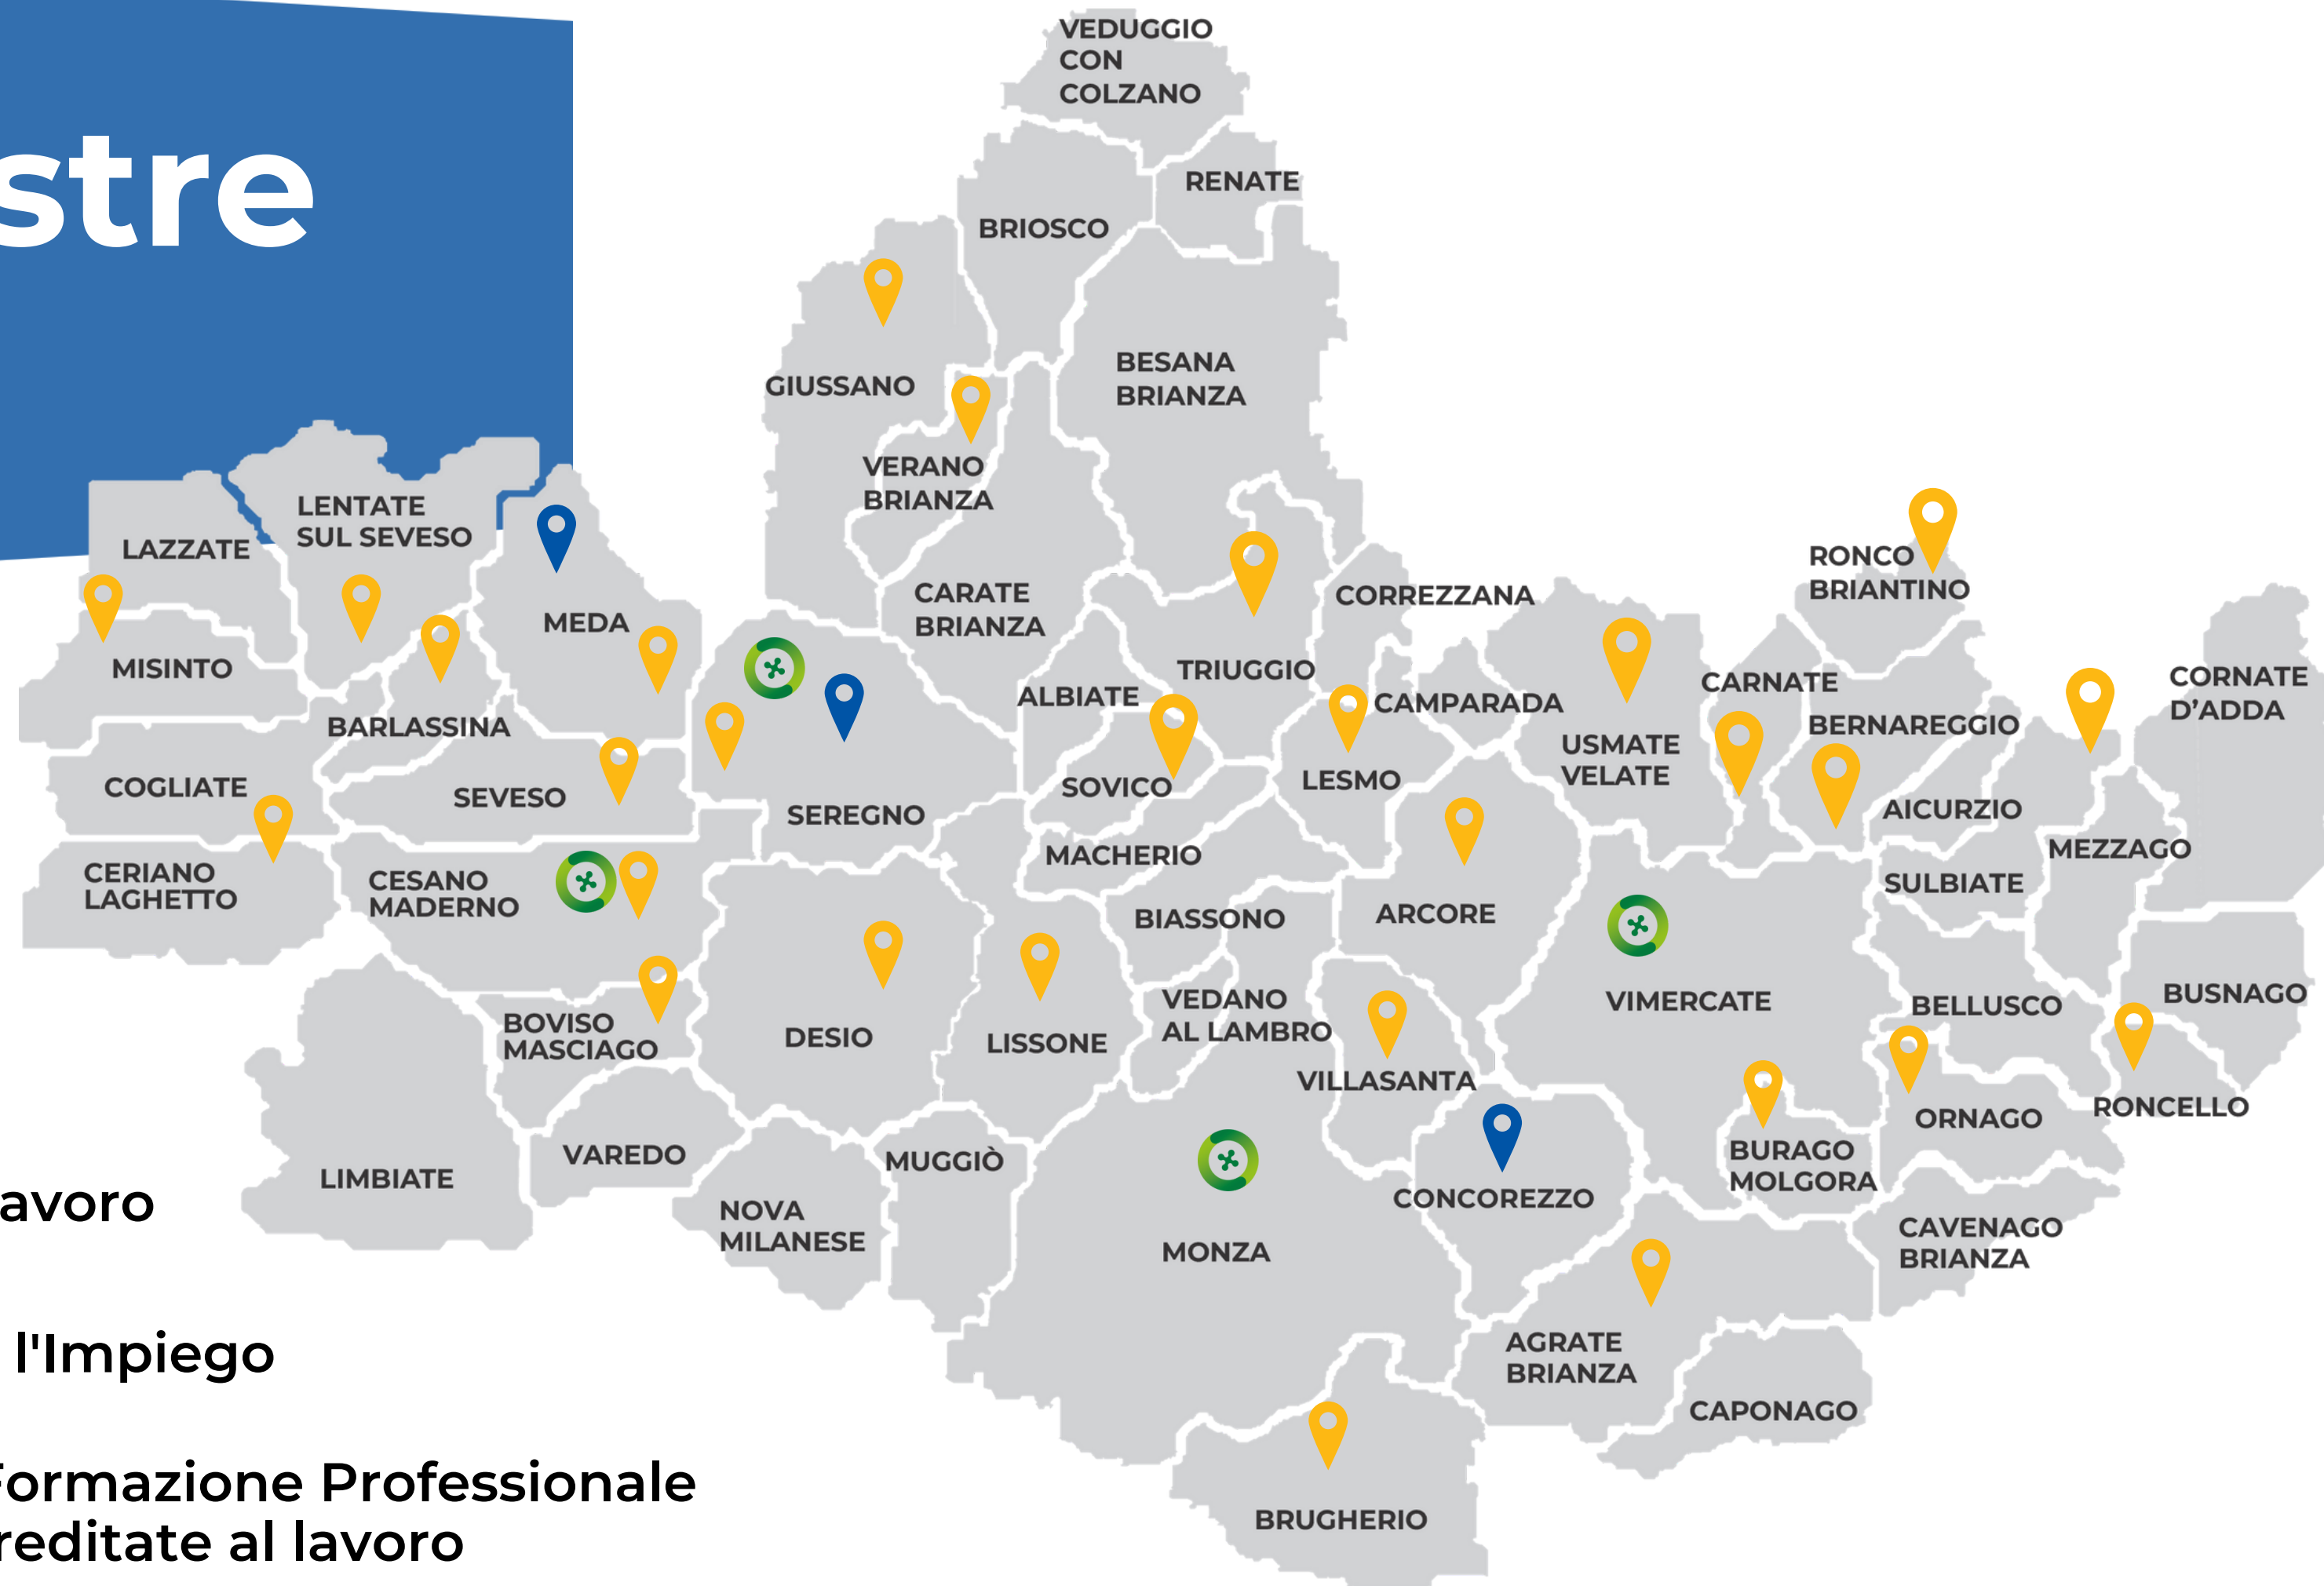 stre
VEDUGGIO
CON
COLZANO
RENATE
BRIOSCO
BESANA
BRIANZA
GIUSSANO
VERANO
BRIANZA
LENTATE
SUL SEVESO
LAZZATE
RONCO
BRIANTINO
CARATE
BRIANZA
CORREZZANA
MEDA
MISINTO
TRIUGGIO
CORNATE
D'ADDA
CARNATE
ALBIATE
CAMPARADA
BARLASSINA
BERNAREGGIO
USMATE
VELATE
COGLIATE
SEVESO
SOVICO
LESMO
SEREGNO
AICURZIO
MACHERIO
MEZZAGO
CERIANO
LAGHETTO
CESANO
MADERNO
SULBIATE
BIASSONO
ARCORE
VEDANO
AL LAMBRO
VIMERCATE
BELLUSCO
BUSNAGO
BOVISO
MASCIAGO
DESIO
LISSONE
VILLASANTA
RONCELLO
ORNAGO
VAREDO
MUGGIÒ
BURAGO
MOLGORA
LIMBIATE
NOVA
MILANESE
CONCOREZZO
MONZA
CAVENAGO
BRIANZA
AGRATE
BRIANZA
CAPONAGO
BRUGHERIO
avoro
l'Impiego
Formazione Professionale
reditate al lavoro